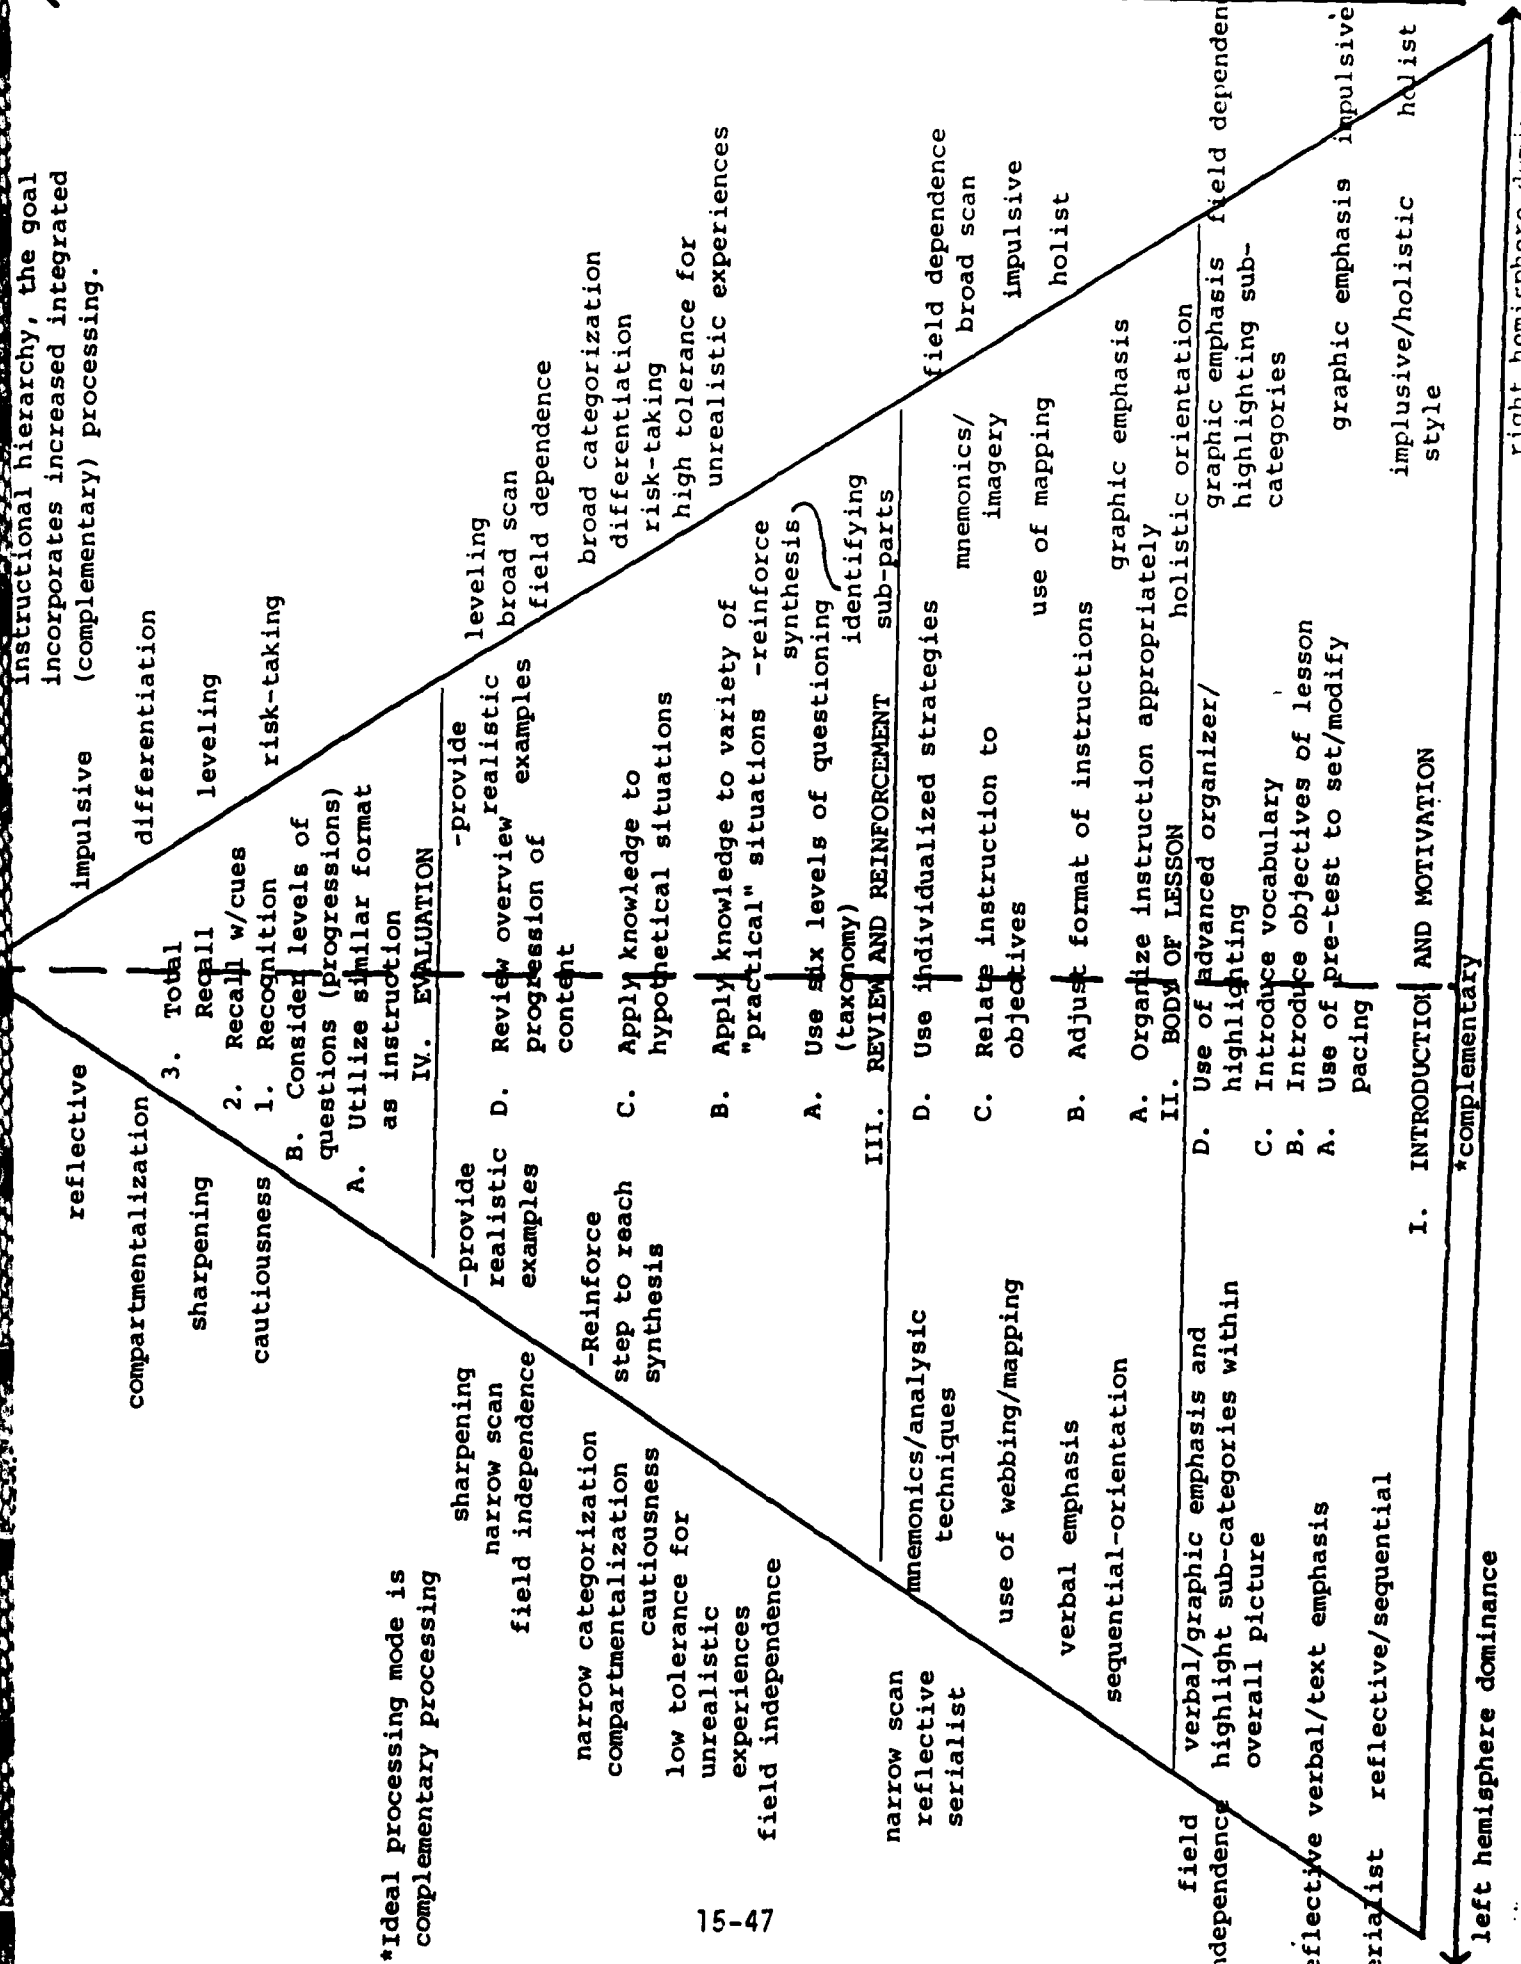 instructional hierarchy, the goal
incorporates increased integrated
(complementary) processing.
*Ideal processing mode is
complementary processing
reflective
compartmentalization
sharpening
cautiousness
3. Total
Recall
2. Recall w/cues
1. Recognition
B. Consider levels of
questions (progressions)
A. Utilize similar format
as instruction
IV. EVALUATION
impulsive
differentiation
leveling
risk-taking
sharpening
narrow scan
field independence
-provide
realistic
examples
D. Review overview
progression of
content
-provide
realistic
examples
leveling
broad scan
field dependence
narrow categorization
compartmentalization
cautiousness
low tolerance for
unrealistic
experiences
field independence
-Reinforce
step to reach
synthesis
C. Apply knowledge to
hypothetical situations
B. Apply knowledge to variety of
"practical" situations -reinforce
synthesis
A. Use six levels of questioning
(taxonomy)
identifying
sub-parts
III. REVIEW AND REINFORCEMENT
broad categorization
differentiation
risk-taking
high tolerance for
unrealistic experiences
narrow scan
reflective
serialist
mnemonics/analysic
techniques
use of webbing/mapping
verbal emphasis
sequential-orientation
D. Use individualized strategies
C. Relate instruction to
objectives
B. Adjust format of instructions
A. Organize instruction appropriately
II. BODY OF LESSON
mnemonics/
imagery
use of mapping
graphic emphasis
holistic orientation
field dependence
broad scan
impulsive
holist
field
ndependence
eflective
erialist
verbal/graphic emphasis and
highlight sub-categories within
overall picture
verbal/text emphasis
reflective/sequential
D. Use of advanced organizer/
highlighting
C. Introduce vocabulary
B. Introduce objectives of lesson
A. Use of pre-test to set/modify
pacing
I. INTRODUCTION AND MOTIVATION
graphic emphasis
highlighting sub-
categories
graphic emphasis
implusive/holistic
style
field dependen
impulsive
holist
*complementary
left hemisphere dominance
right hemisphere
15-47